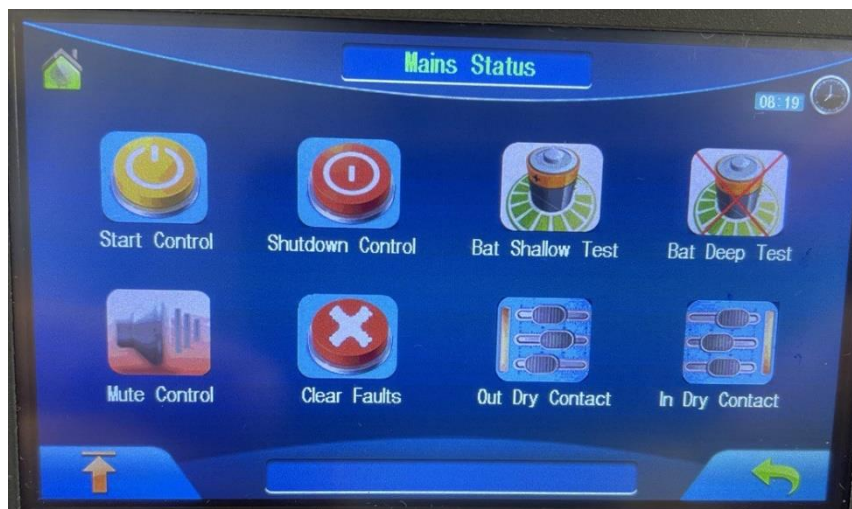 Mains Status
08:19
Start Control
Shutdown Control
Bat Shallow Test
Bat Deep Test
Mute Control
Clear Faults
Out Dry Contact
In Dry Contact